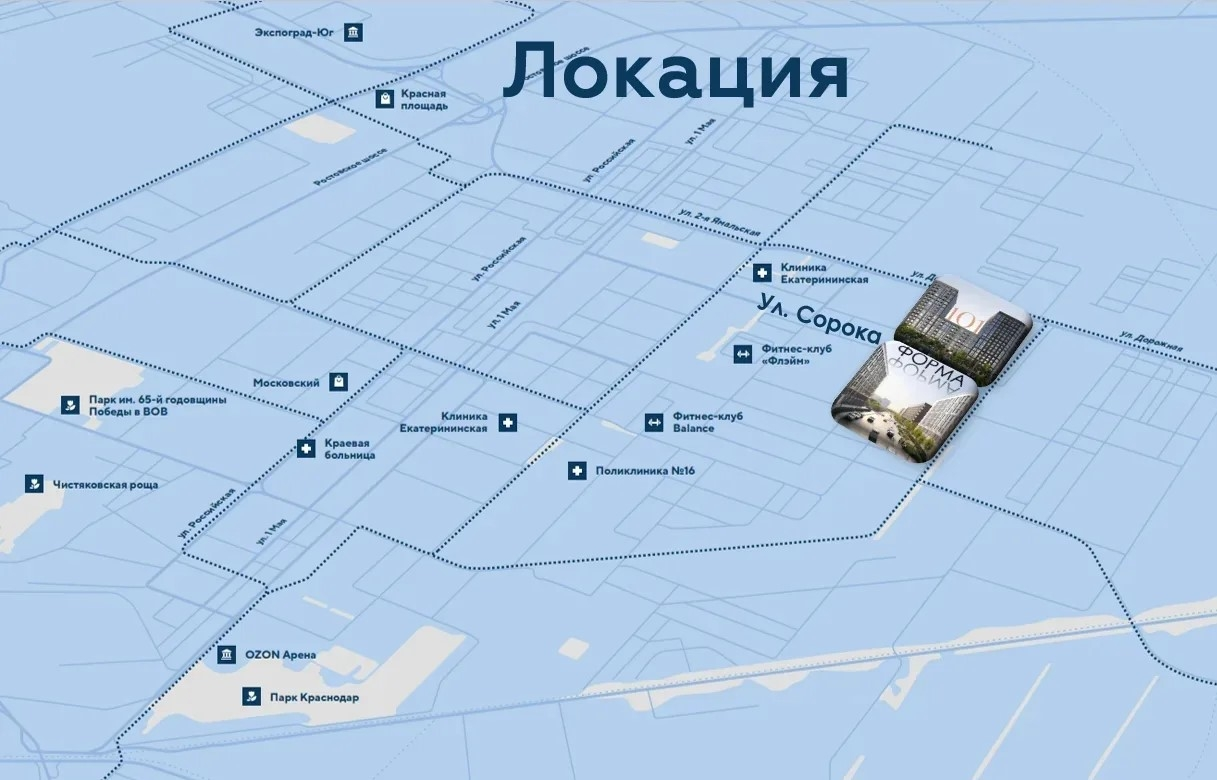 Экспоград-Юг
Локация
Красная
площадь
Ростовское шоссе
ул. Российская
ул. 1 Мая
ул. 2-я Ямальская
ул. Российская
ул. 1 Мая
Клиника
Екатерининская
Ул. Сорока
101
ул. Дорожная
ФОРМА
Фитнес-клуб
«Флэйм»
Московский
Парк им. 65-й годовщины
Победы в ВОВ
Клиника
Екатерининская
Фитнес-клуб
Balance
Краевая
больница
Поликлиника №16
Чистяковская роща
ул. Российская
ул. 1 Мая
OZON Арена
Парк Краснодар